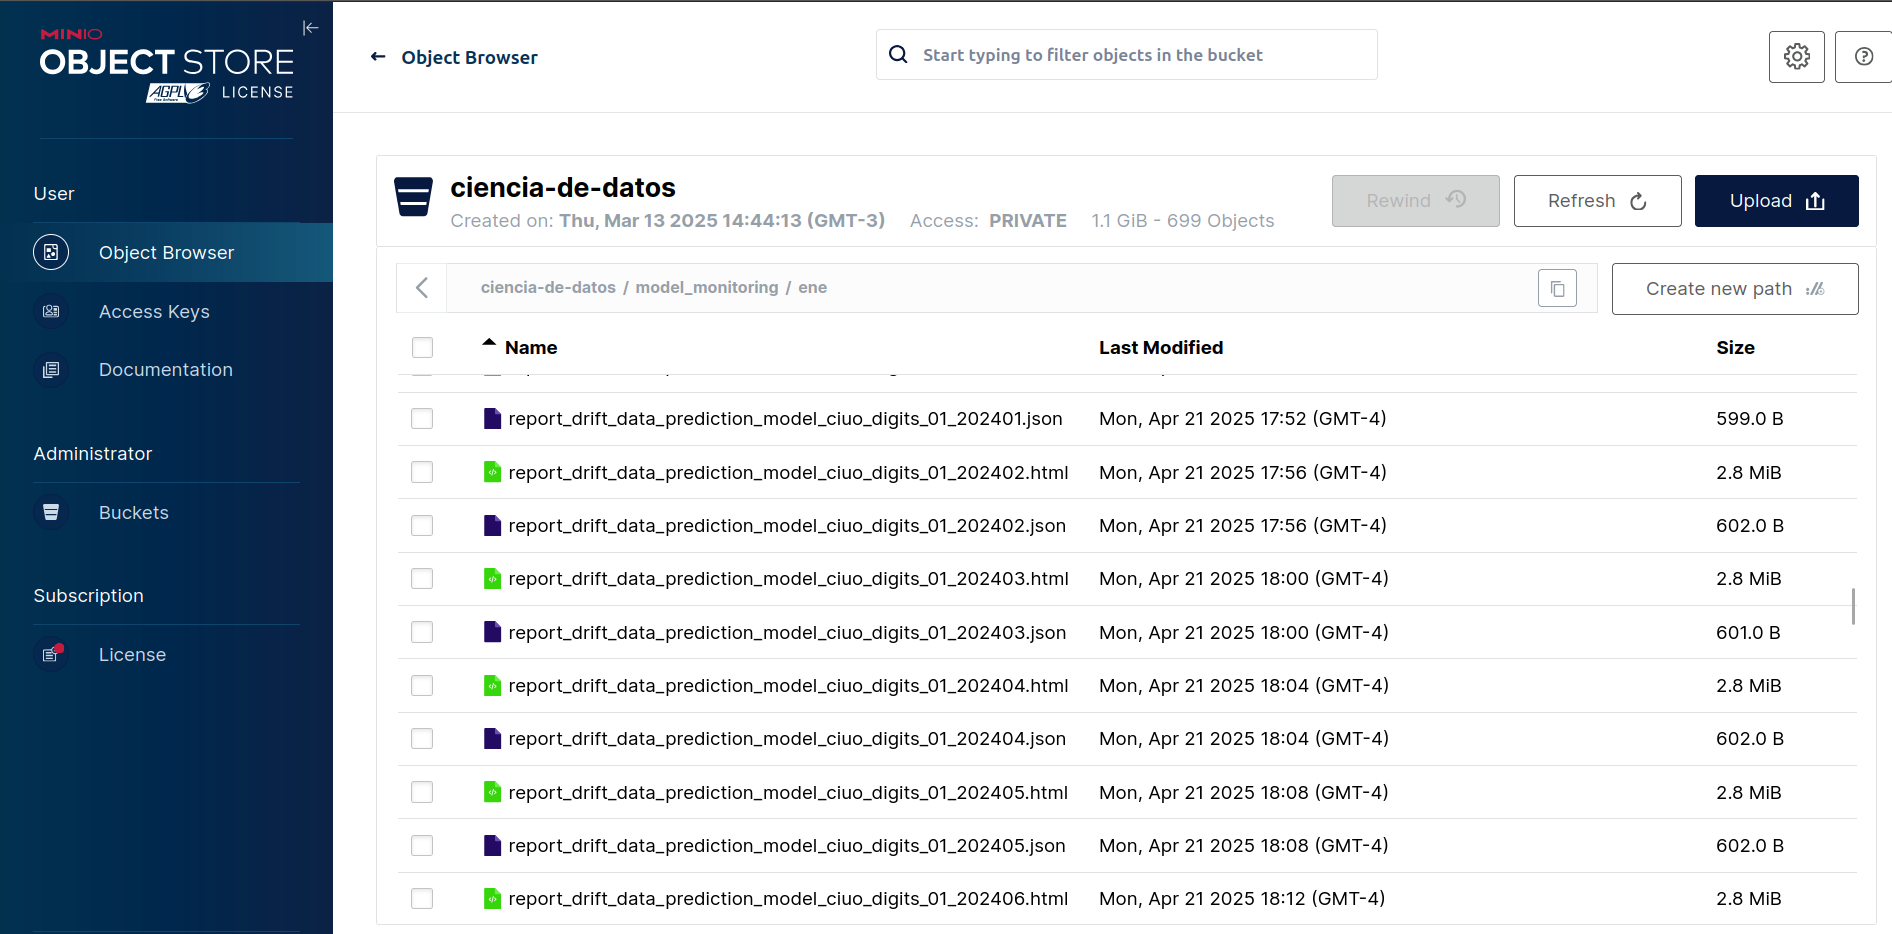 MINIO
OBJECT STORE
AGPL v3 LICENSE
Free Software
User
Object Browser
Access Keys
Documentation
Administrator
Buckets
Subscription
License
← Object Browser
Start typing to filter objects in the bucket
ciencia-de-datos
Created on: Thu, Mar 13 2025 14:44:13 (GMT-3) Access: PRIVATE 1.1 GiB - 699 Objects
Rewind
Refresh
Upload
ciencia-de-datos / model_monitoring / ene
Create new path
Name Last Modified Size
report_drift_data_prediction_model_ciuo_digits_01_202401.json Mon, Apr 21 2025 17:52 (GMT-4) 599.0 B
report_drift_data_prediction_model_ciuo_digits_01_202402.html Mon, Apr 21 2025 17:56 (GMT-4) 2.8 MiB
report_drift_data_prediction_model_ciuo_digits_01_202402.json Mon, Apr 21 2025 17:56 (GMT-4) 602.0 B
report_drift_data_prediction_model_ciuo_digits_01_202403.html Mon, Apr 21 2025 18:00 (GMT-4) 2.8 MiB
report_drift_data_prediction_model_ciuo_digits_01_202403.json Mon, Apr 21 2025 18:00 (GMT-4) 601.0 B
report_drift_data_prediction_model_ciuo_digits_01_202404.html Mon, Apr 21 2025 18:04 (GMT-4) 2.8 MiB
report_drift_data_prediction_model_ciuo_digits_01_202404.json Mon, Apr 21 2025 18:04 (GMT-4) 602.0 B
report_drift_data_prediction_model_ciuo_digits_01_202405.html Mon, Apr 21 2025 18:08 (GMT-4) 2.8 MiB
report_drift_data_prediction_model_ciuo_digits_01_202405.json Mon, Apr 21 2025 18:08 (GMT-4) 602.0 B
report_drift_data_prediction_model_ciuo_digits_01_202406.html Mon, Apr 21 2025 18:12 (GMT-4) 2.8 MiB